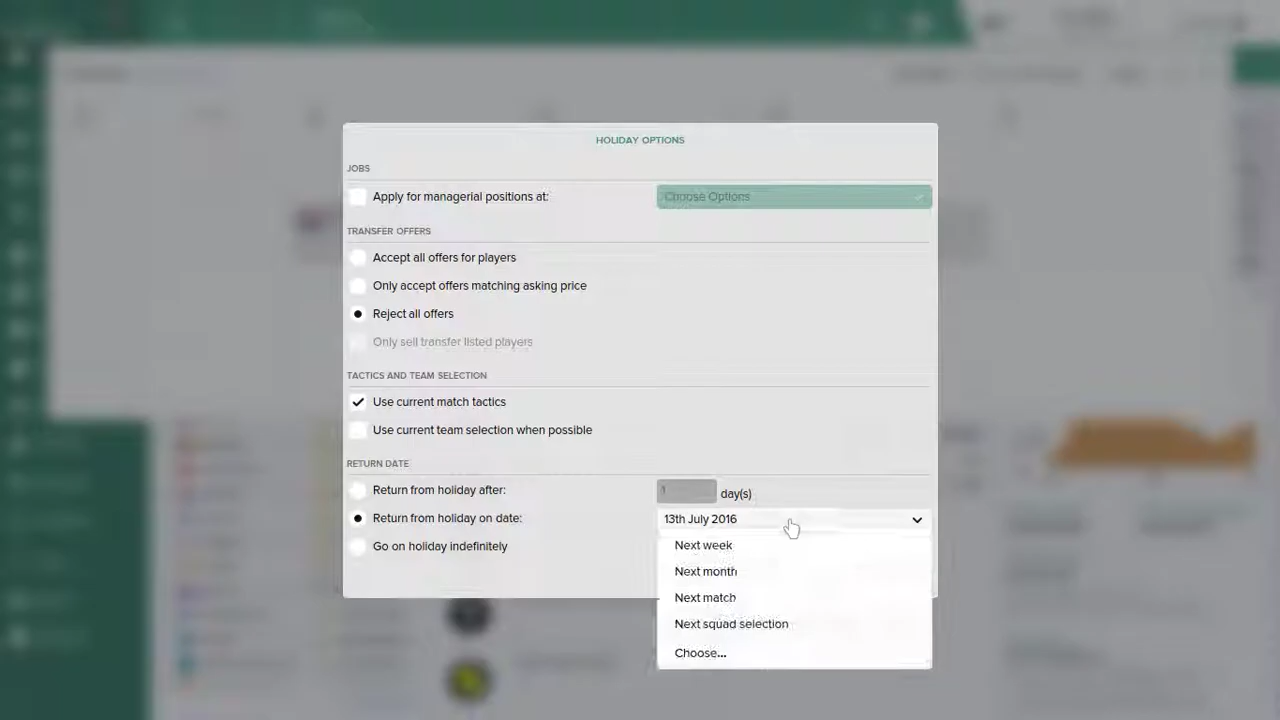 HOLIDAY OPTIONS
JOBS
Apply for managerial positions at:
Choose Options
TRANSFER OFFERS
Accept all offers for players
Only accept offers matching asking price
Reject all offers
Only sell transfer listed players
TACTICS AND TEAM SELECTION
Use current match tactics
Use current team selection when possible
RETURN DATE
Return from holiday after:
1 day(s)
Return from holiday on date:
13th July 2016
Go on holiday indefinitely
Next week
Next month
Next match
Next squad selection
Choose...